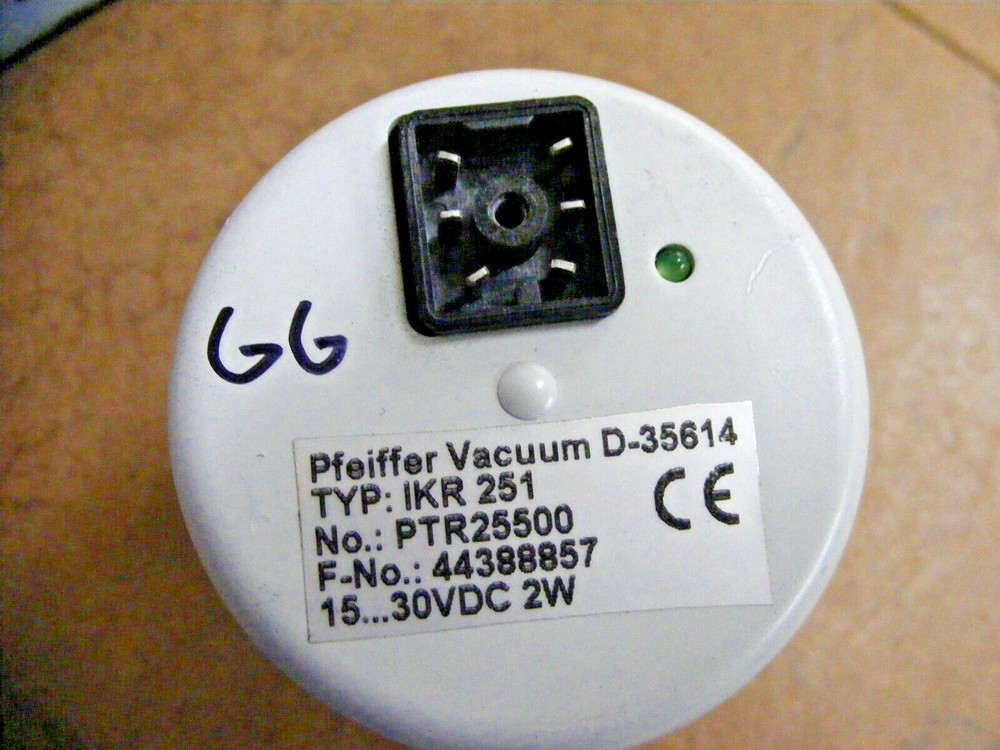 GG
Pfeiffer Vacuum D-35614
TYP: IKR 251
CE
No.: PTR25500
F-No.: 44388857
15...30VDC 2W